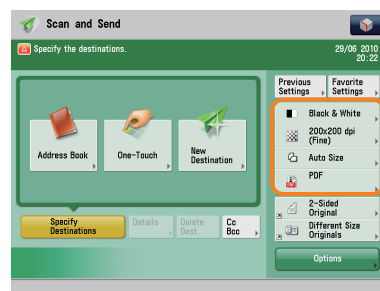 Scan and Send
Specify the destinations.
29/06 2010
20:22
Previous
Settings
Favorite
Settings
Black & White
200x200 dpi
(Fine)
Auto Size
PDF
Address Book
One-Touch
New
Destination
2-Sided
Original
Different Size
Originals
Specify
Destinations
Details
Delete
Dest.
Cc
Bcc
Options